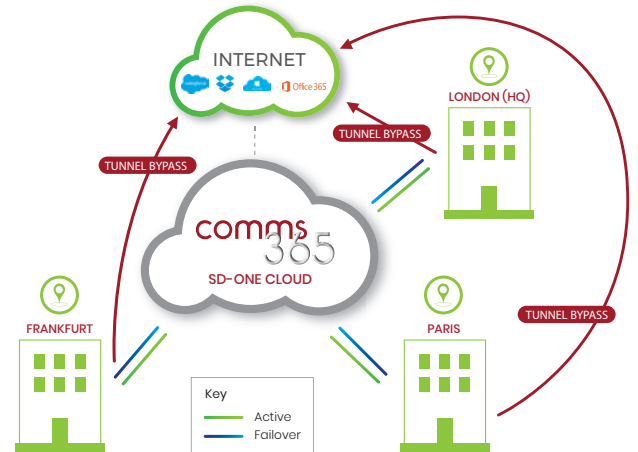 INTERNET
salesforce
Office 365
LONDON (HQ)
TUNNEL BYPASS
TUNNEL BYPASS
comms
365
SD-ONE CLOUD
FRANKFURT
PARIS
TUNNEL BYPASS
Key
Active
Failover